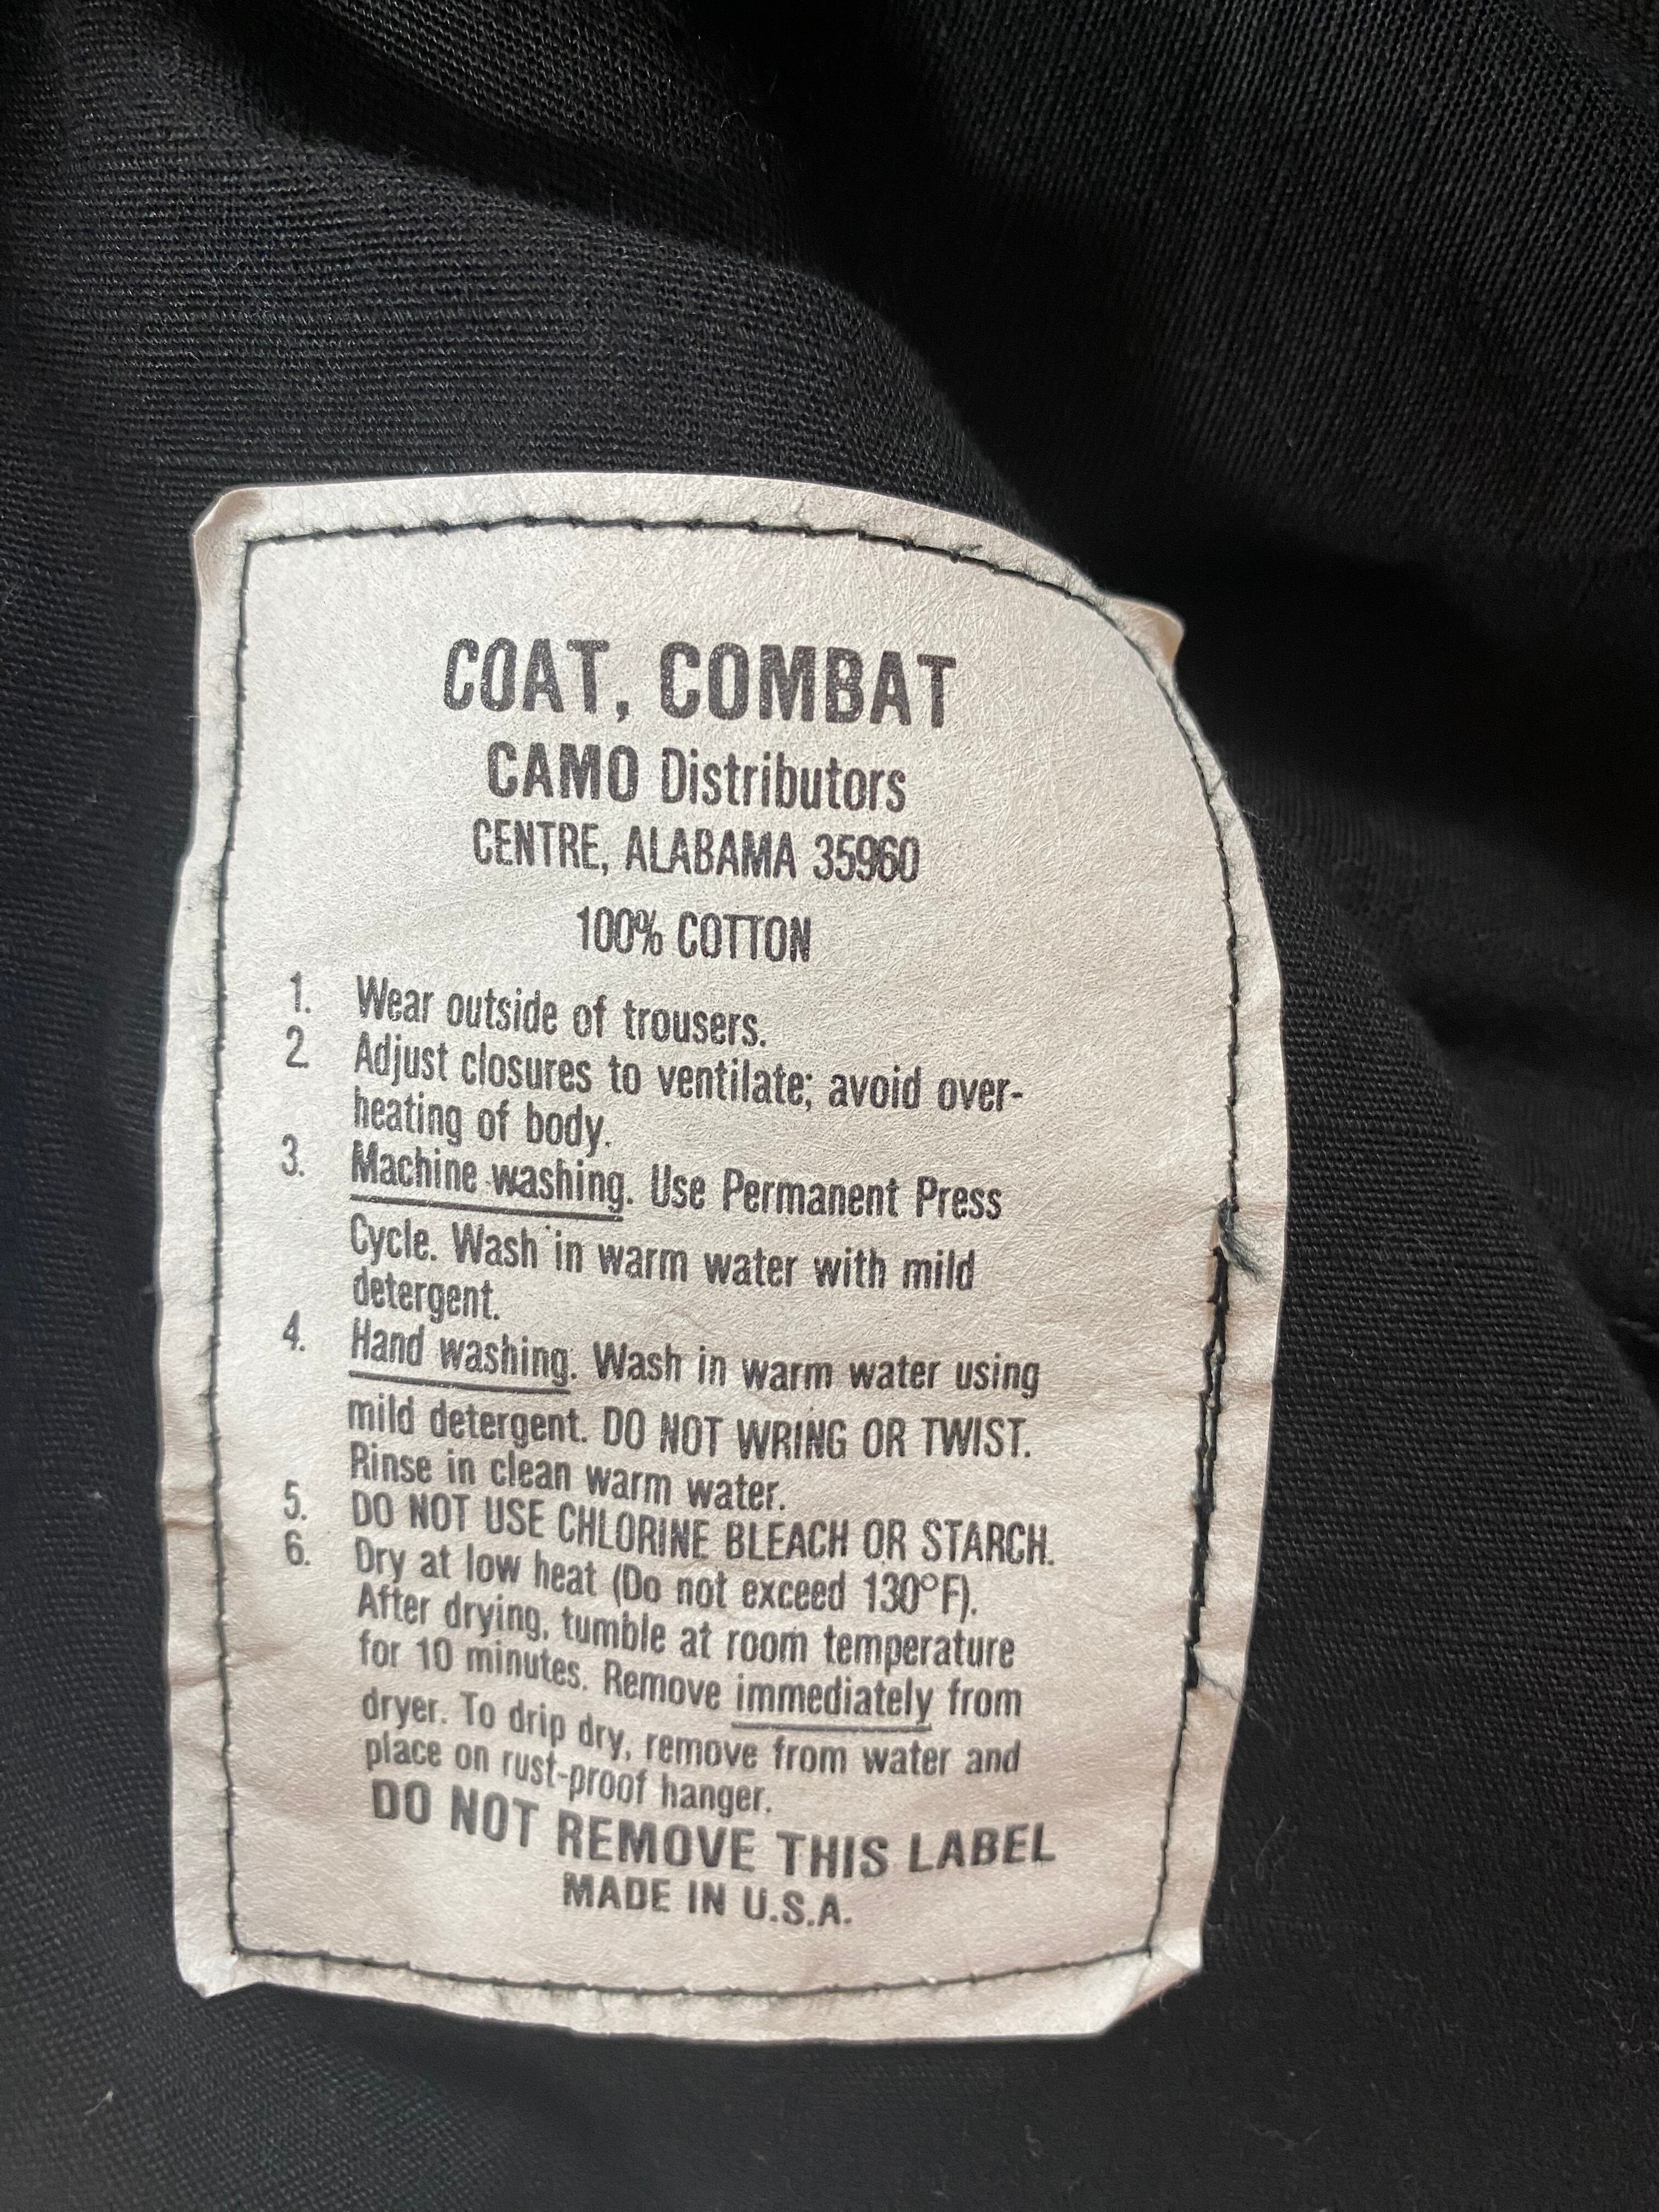 COAT, COMBAT
CAMO Distributors
CENTRE, ALABAMA 35960
100% COTTON
1. Wear outside of trousers.
2. Adjust closures to ventilate; avoid over-
heating of body.
3. Machine washing. Use Permanent Press
Cycle. Wash in warm water with mild
detergent.
4. Hand washing. Wash in warm water using
mild detergent. DO NOT WRING OR TWIST.
Rinse in clean warm water.
5. DO NOT USE CHLORINE BLEACH OR STARCH.
6. Dry at low heat (Do not exceed 130°F).
After drying, tumble at room temperature
for 10 minutes. Remove immediately from
dryer. To drip dry, remove from water and
place on rust-proof hanger.
DO NOT REMOVE THIS LABEL
MADE IN U.S.A.